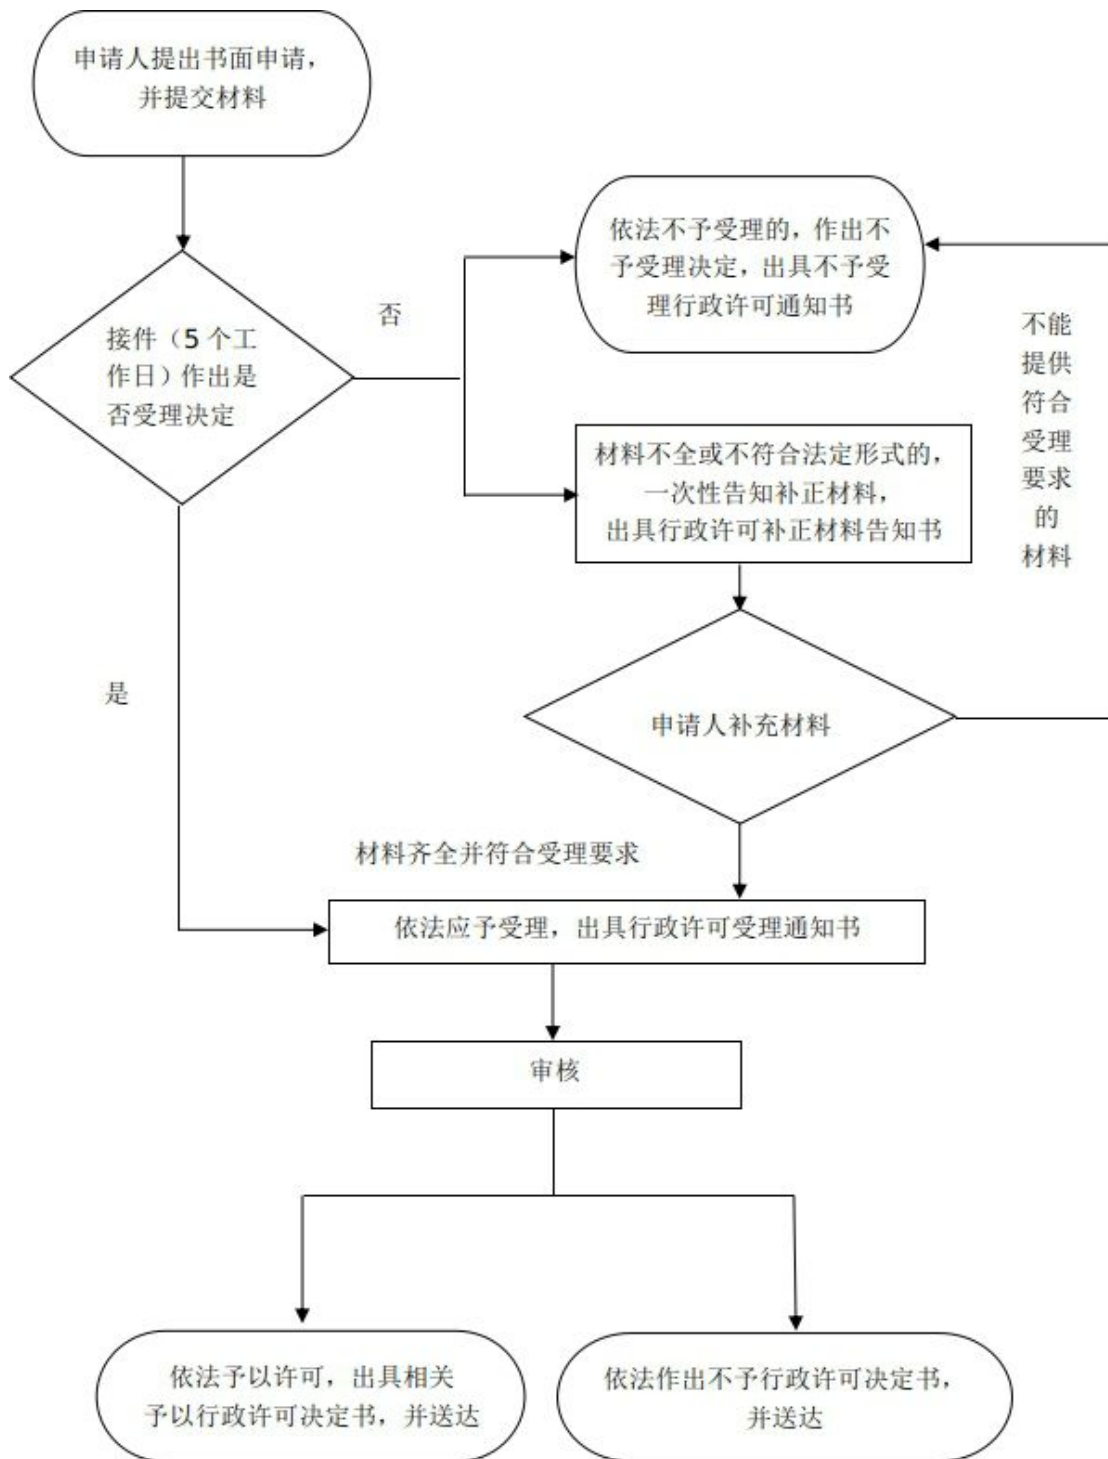 申请人提出书面申请，
并提交材料
依法不予受理的，作出不
予受理决定，出具不予受
理行政许可通知书
否
接件（5个工
作日）作出是
否受理决定
不能
提供
符合
受理
要求
的
材料
材料不全或不符合法定形式的，
一次性告知补正材料，
出具行政许可补正材料告知书
是
申请人补充材料
材料齐全并符合受理要求
依法应予受理，出具行政许可受理通知书
审核
依法予以许可，出具相关
予以行政许可决定书，并送达
依法作出不予行政许可决定书，
并送达